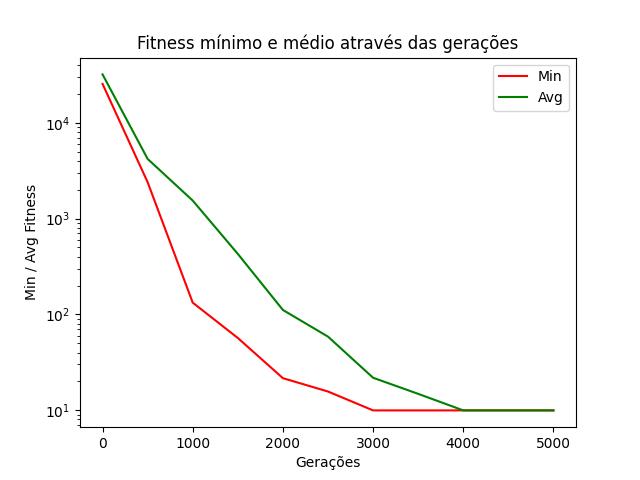 Fitness mínimo e médio através das gerações
Min
Avg
Min / Avg Fitness
10⁴
10³
10²
10¹
0 1000 2000 3000 4000 5000
Gerações